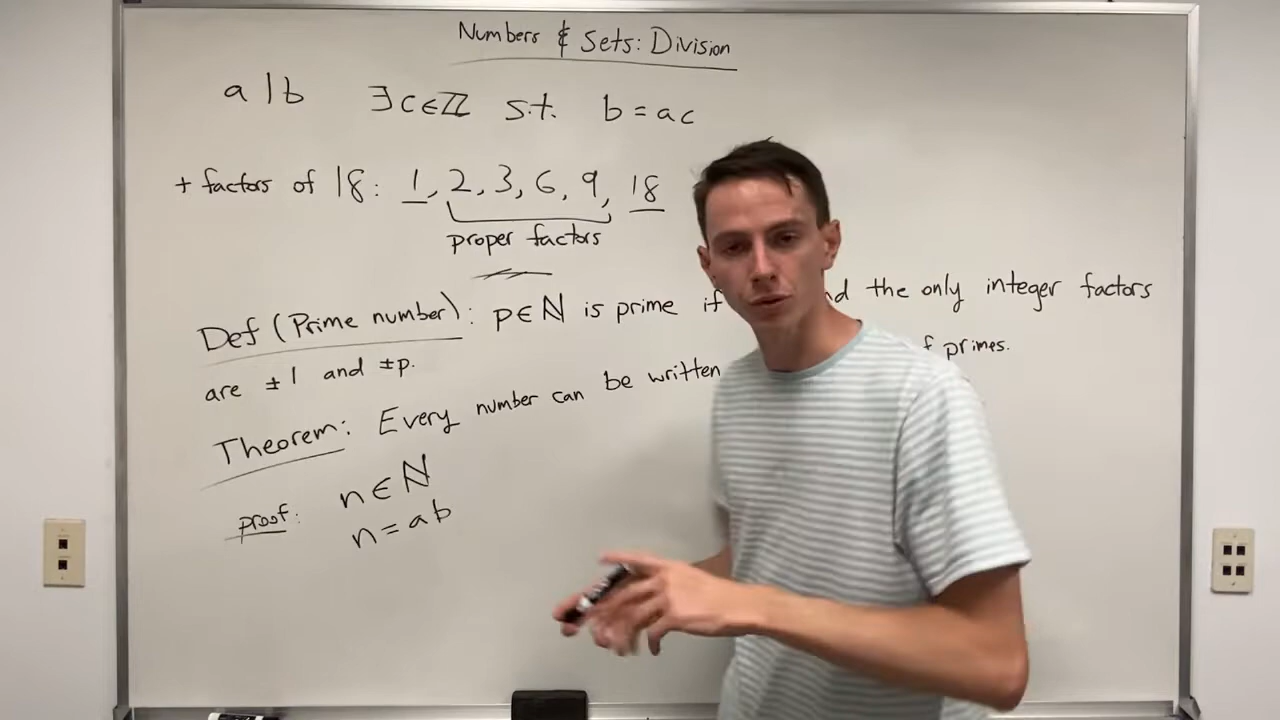 Numbers & Sets: Division
a | b ∃ c ∈ ℤ s.t. b = ac
+ factors of 18: 1, 2, 3, 6, 9, 18
proper factors
Def (Prime number): p ∈ ℕ is prime if the only integer factors
are ±1 and ±p.
Theorem: Every number can be written primes.
proof: n ∈ ℕ
n = ab